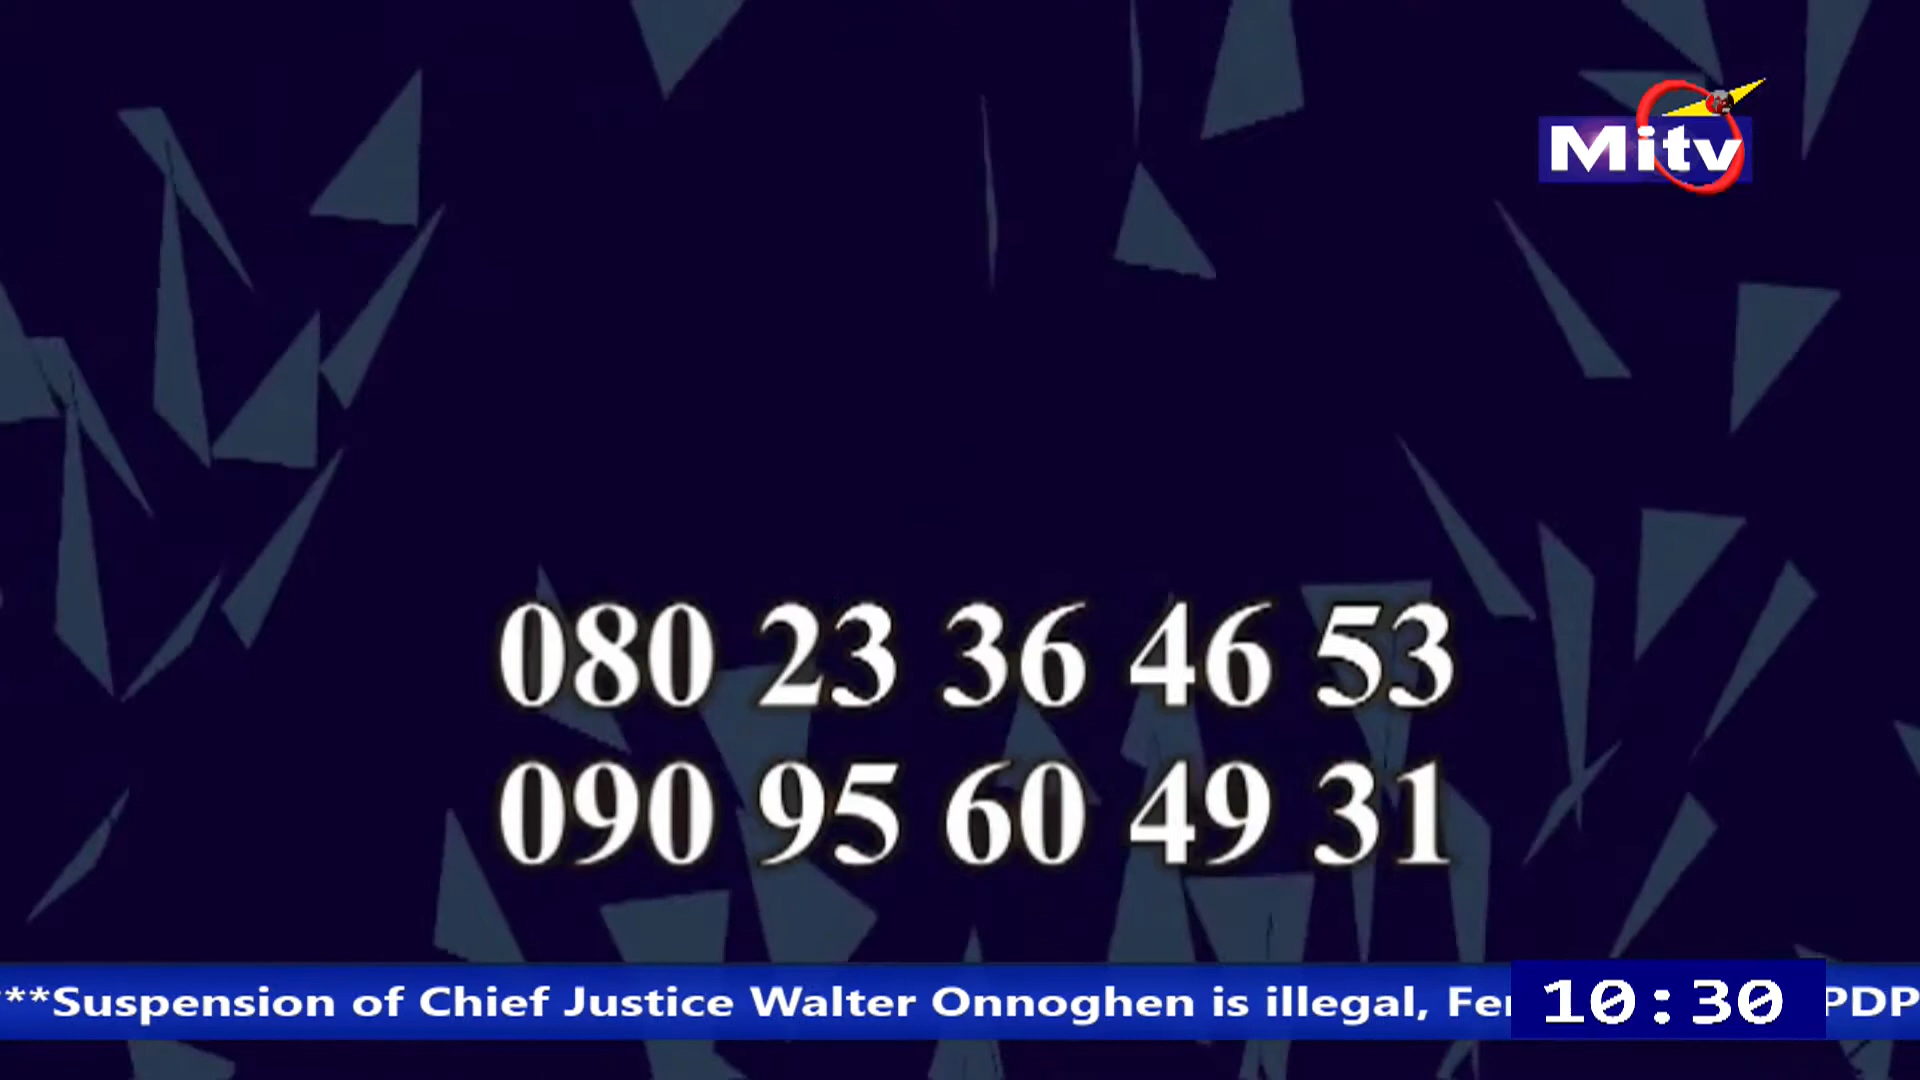 Mitv
080 23 36 46 53
090 95 60 49 31
**Suspension of Chief Justice Walter Onnoghen is illegal, 10:30 PDP